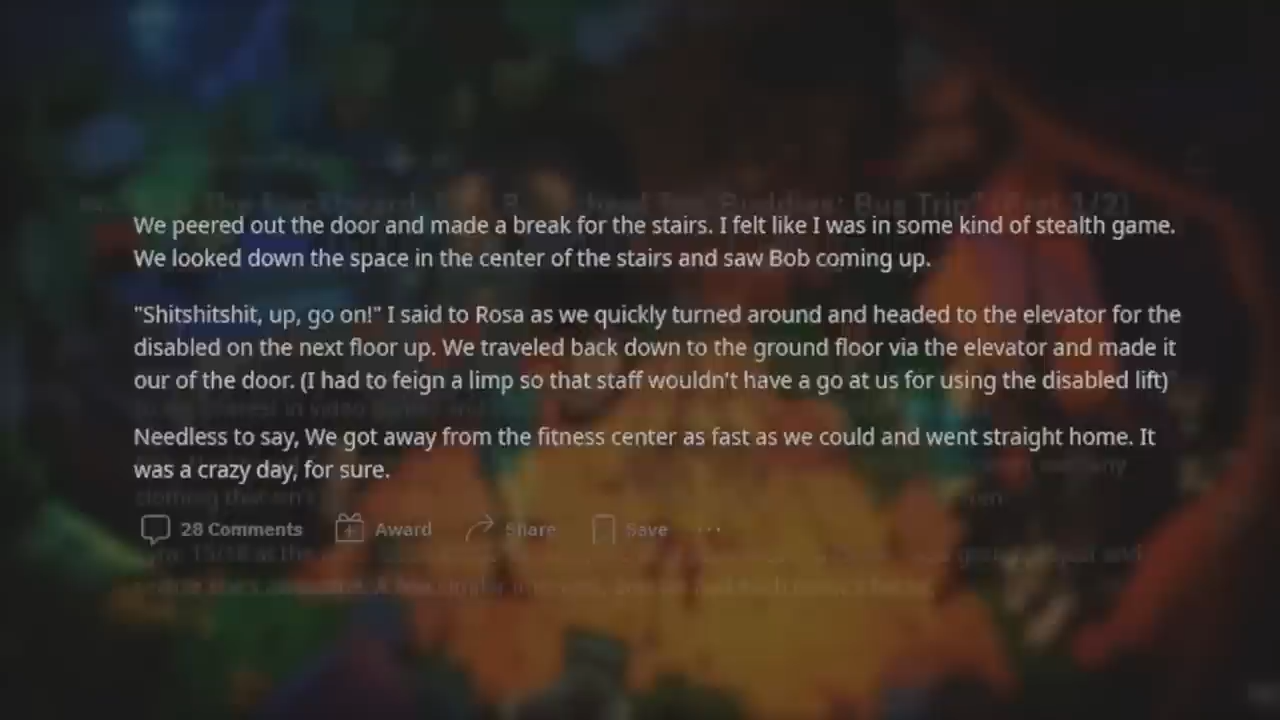 We peered out the door and made a break for the stairs. I felt like I was in some kind of stealth game.
We looked down the space in the center of the stairs and saw Bob coming up.
"Shitshitshit, up, go on!" I said to Rosa as we quickly turned around and headed to the elevator for the
disabled on the next floor up. We traveled back down to the ground floor via the elevator and made it
our of the door. (I had to feign a limp so that staff wouldn't have a go at us for using the disabled lift)
Needless to say, We got away from the fitness center as fast as we could and went straight home. It
was a crazy day, for sure.
28 Comments Award Share Save ...